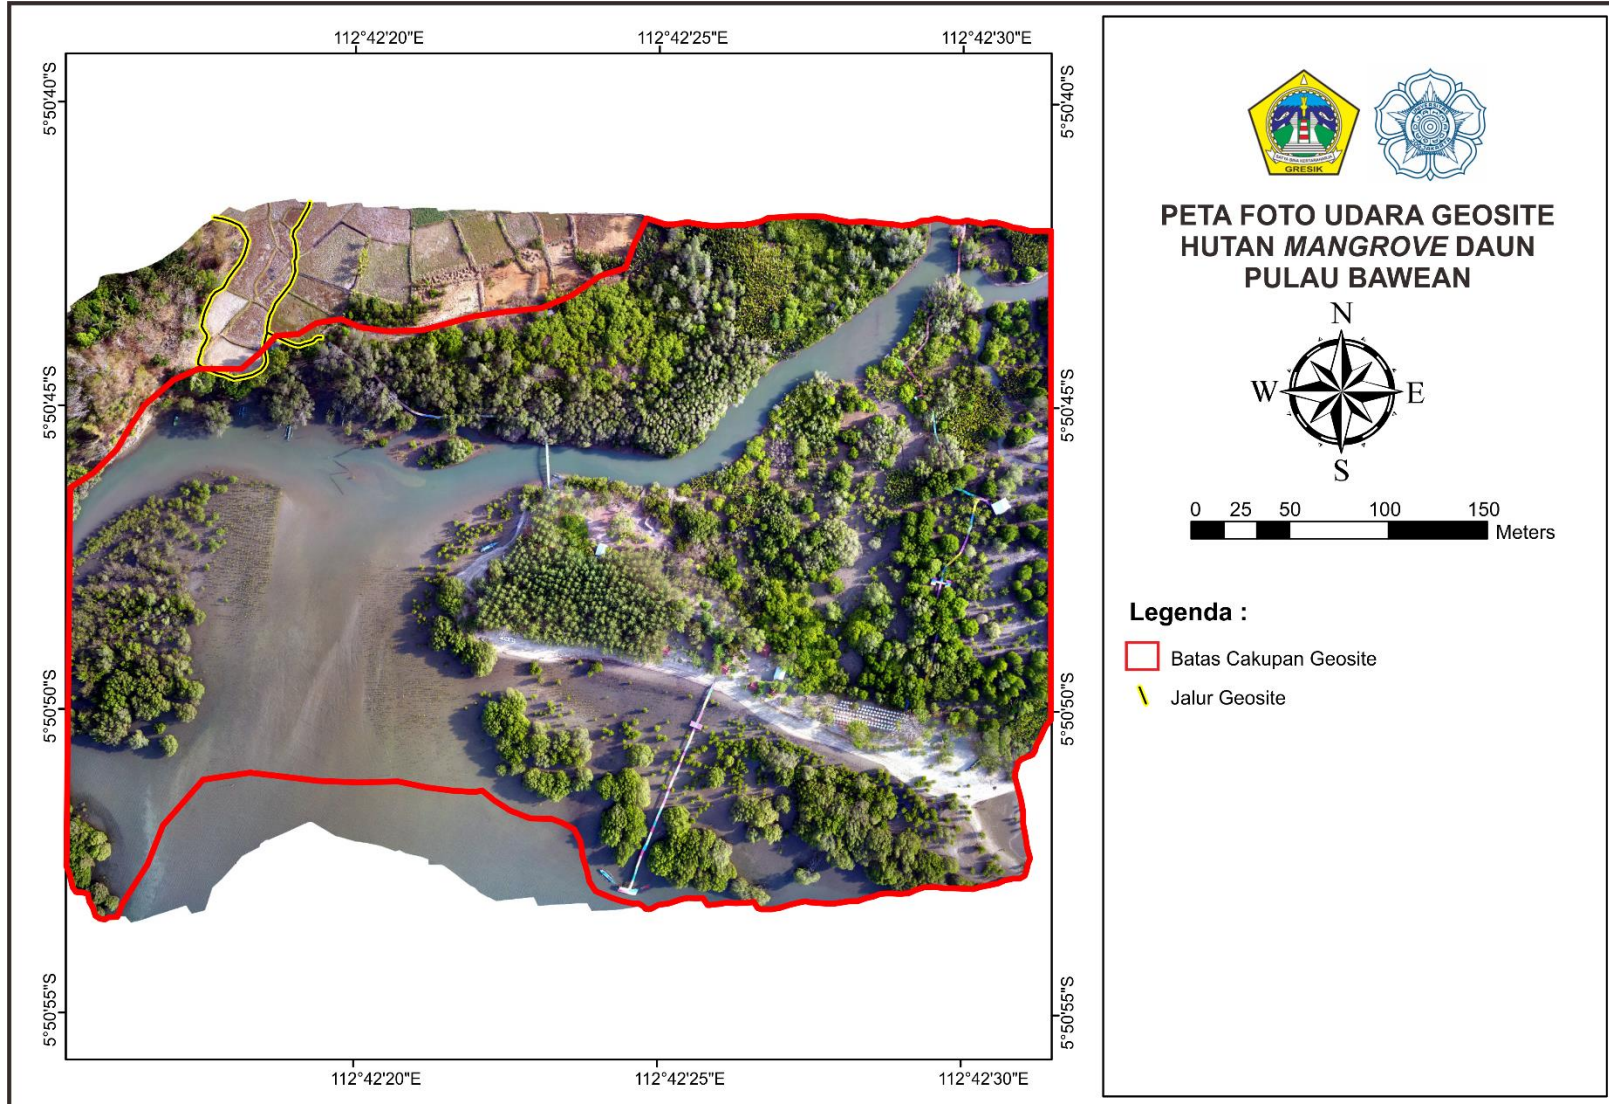 112°42'20"E 112°42'25"E 112°42'30"E
5°50'40"S 5°50'40"S
5°50'45"S 5°50'45"S
5°50'50"S 5°50'50"S
5°50'55"S 5°50'55"S
112°42'20"E 112°42'25"E 112°42'30"E
GRESIK
PETA FOTO UDARA GEOSITE
HUTAN MANGROVE DAUN
PULAU BAWEAN
N
W E
S
0 25 50 100 150
Meters
Legenda :
Batas Cakupan Geosite
Jalur Geosite